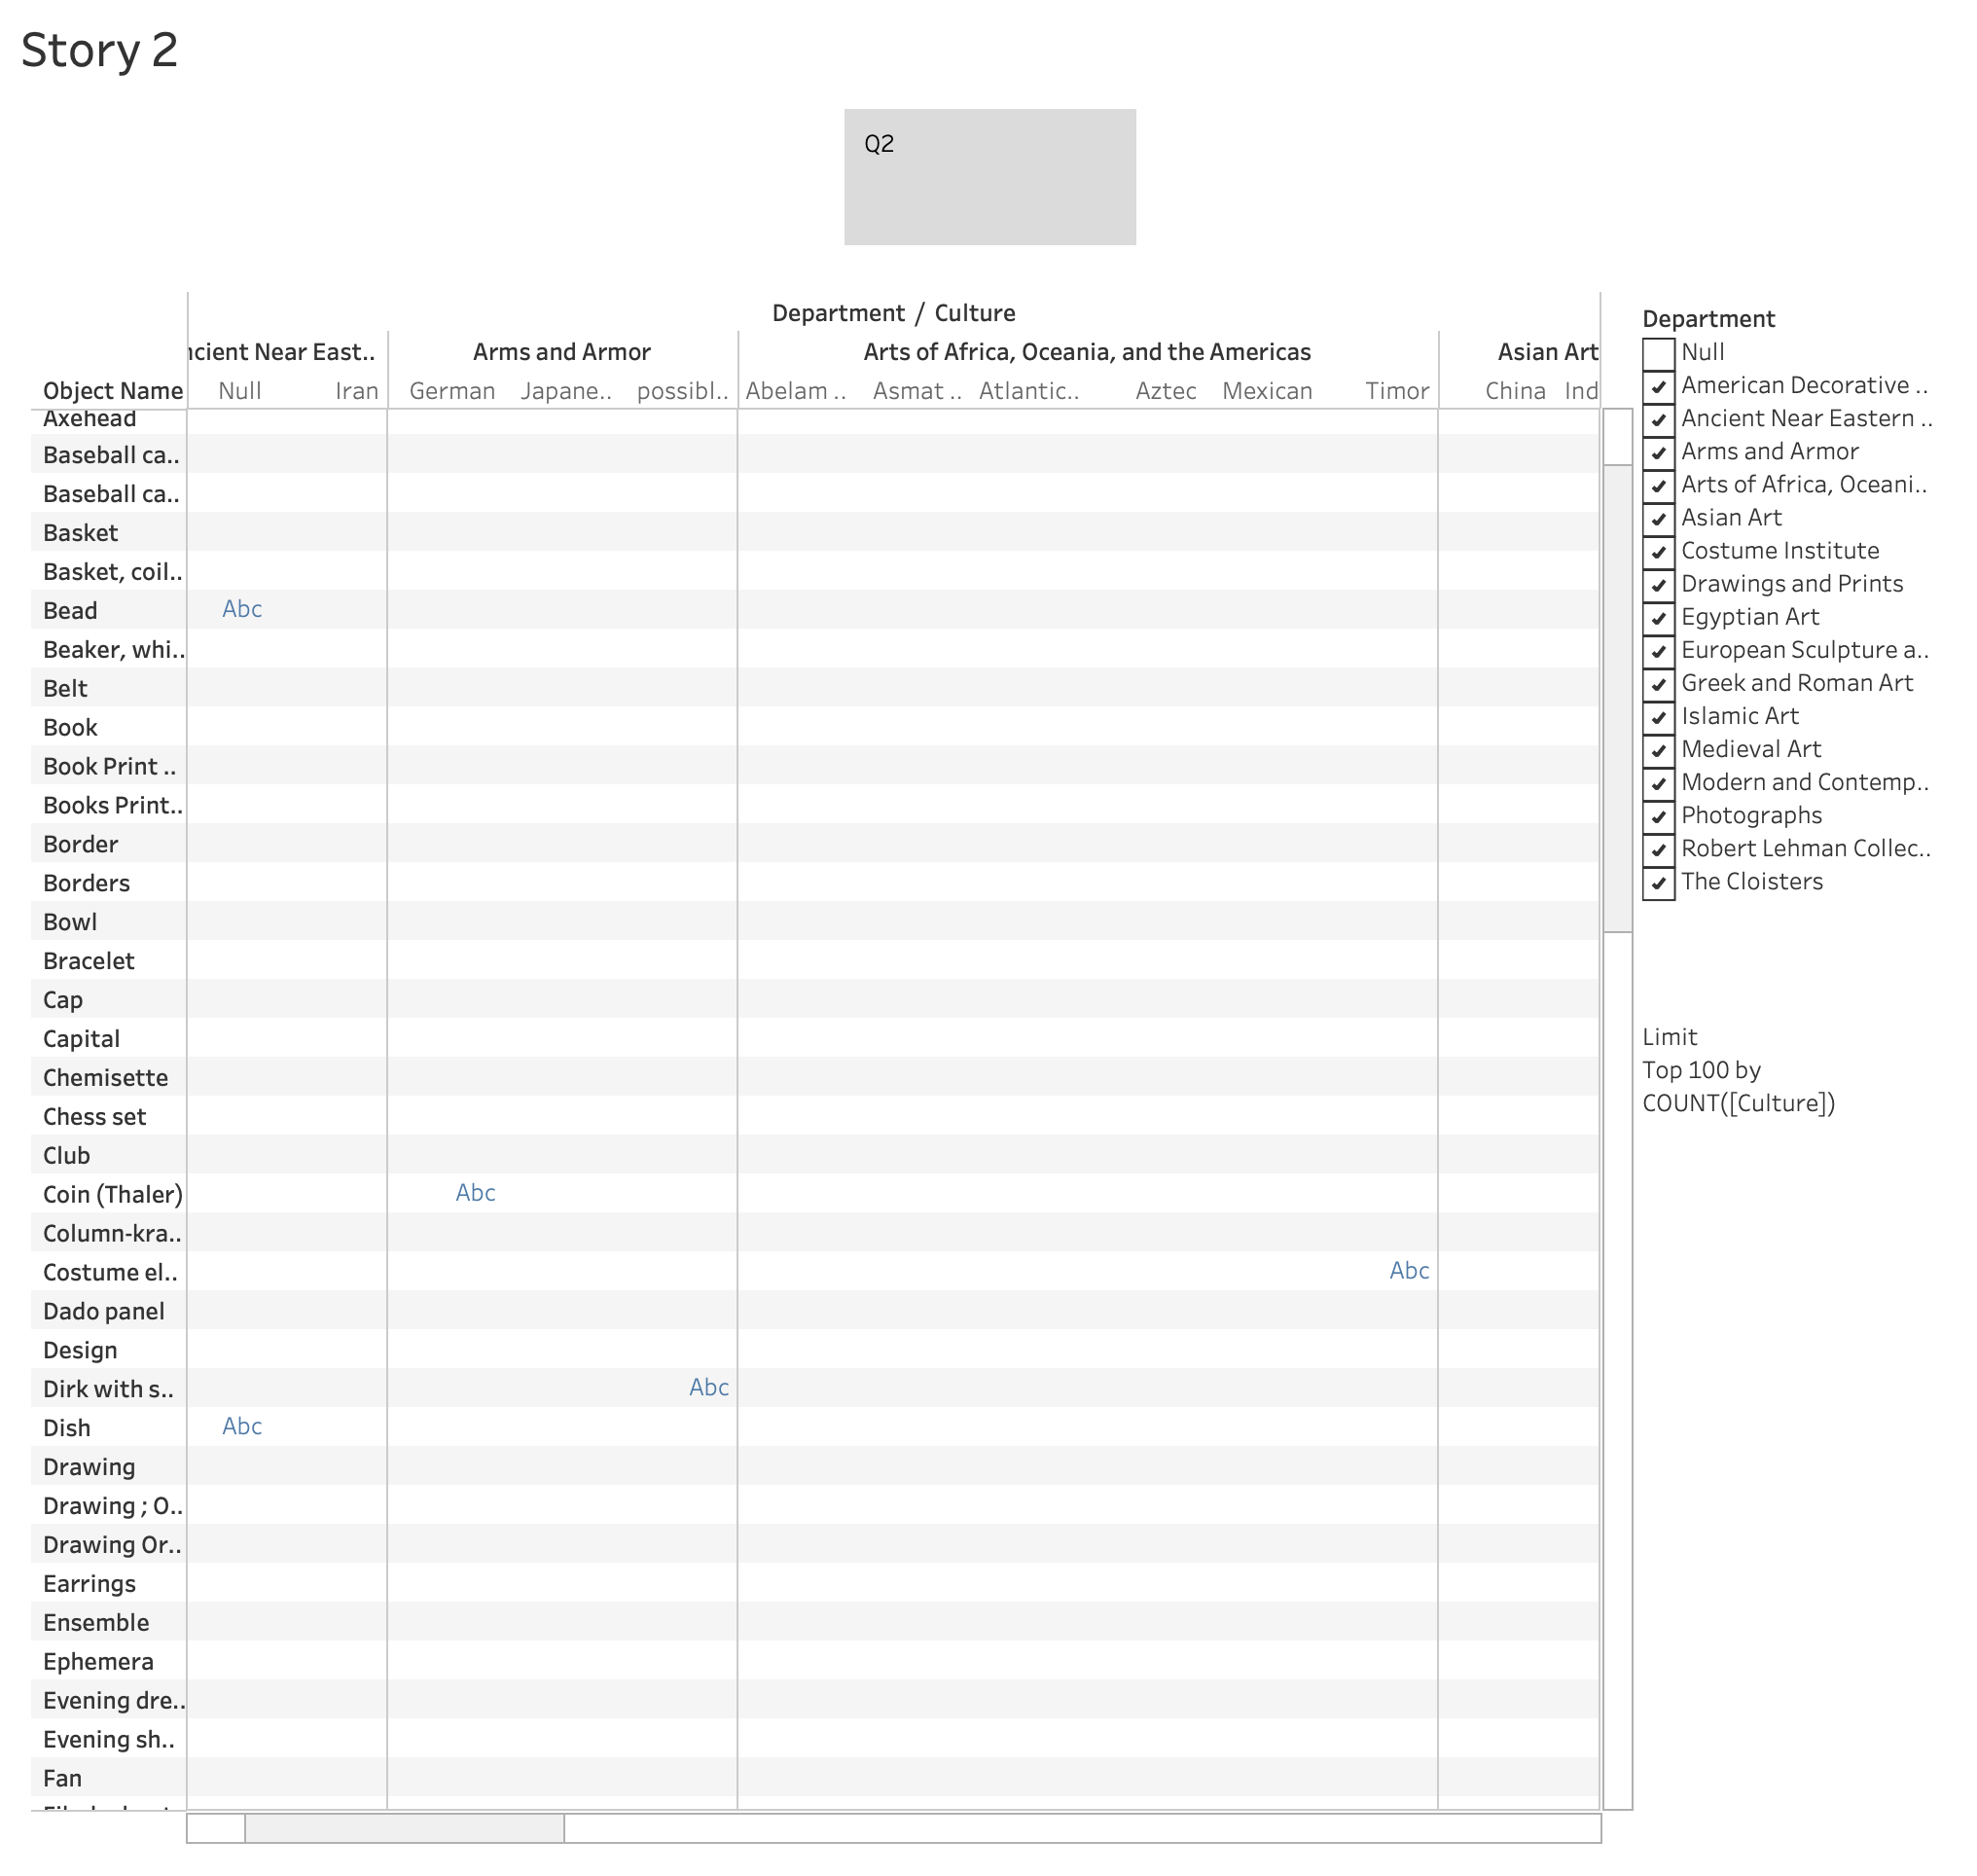 Story 2
Q2
Department / Culture
ncient Near East.. Arms and Armor Arts of Africa, Oceania, and the Americas Asian Art
Object Name Null Iran German Japane.. possibl.. Abelam .. Asmat .. Atlantic.. Aztec Mexican Timor China Ind
Axehead
Baseball ca..
Baseball ca..
Basket
Basket, coil..
Bead Abc
Beaker, whi..
Belt
Book
Book Print ..
Books Print..
Border
Borders
Bowl
Bracelet
Cap
Capital
Chemisette
Chess set
Club
Coin (Thaler) Abc
Column-kra..
Costume el.. Abc
Dado panel
Design
Dirk with s.. Abc
Dish Abc
Drawing
Drawing ; O..
Drawing Or..
Earrings
Ensemble
Ephemera
Evening dre..
Evening sh..
Fan
Department
Null
American Decorative ..
Ancient Near Eastern ..
Arms and Armor
Arts of Africa, Oceani..
Asian Art
Costume Institute
Drawings and Prints
Egyptian Art
European Sculpture a..
Greek and Roman Art
Islamic Art
Medieval Art
Modern and Contemp..
Photographs
Robert Lehman Collec..
The Cloisters
Limit
Top 100 by
COUNT([Culture])